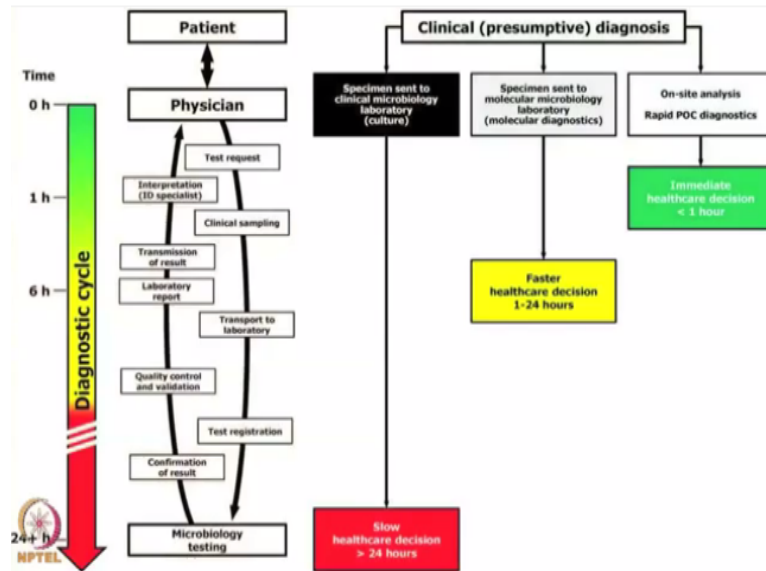 Patient
Clinical (presumptive) diagnosis
Time
0 h
1 h
6 h
24+ h
Diagnostic cycle
Physician
Test request
Interpretation
(ID specialist)
Clinical sampling
Transmission
of result
Laboratory
report
Transport to
laboratory
Quality control
and validation
Test registration
Confirmation
of result
Microbiology
testing
Specimen sent to
clinical microbiology
laboratory
(culture)
Specimen sent to
molecular microbiology
laboratory
(molecular diagnostics)
On-site analysis
Rapid POC diagnostics
Immediate
healthcare decision
< 1 hour
Faster
healthcare decision
1-24 hours
Slow
healthcare decision
> 24 hours
NPTEL